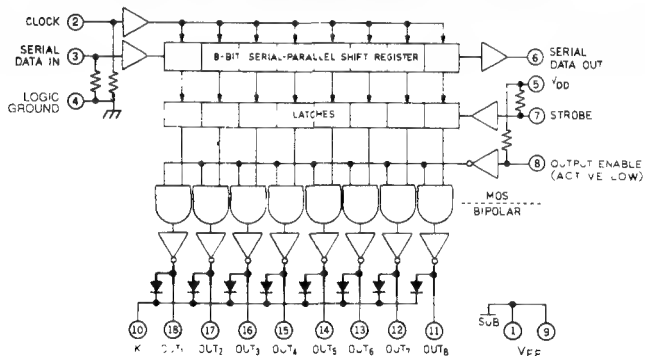 CLOCK 2
SERIAL DATA IN 3
LOGIC GROUND 4
8-BIT SERIAL-PARALLEL SHIFT REGISTER
6 SERIAL DATA OUT
5 VDD
LATCHES
7 STROBE
8 OUTPUT ENABLE (ACTIVE LOW)
MOS
BIPOLAR
SUB
10 18 17 16 15 14 13 12 11 1 9
K OUT1 OUT2 OUT3 OUT4 OUT5 OUT6 OUT7 OUT8 VEE